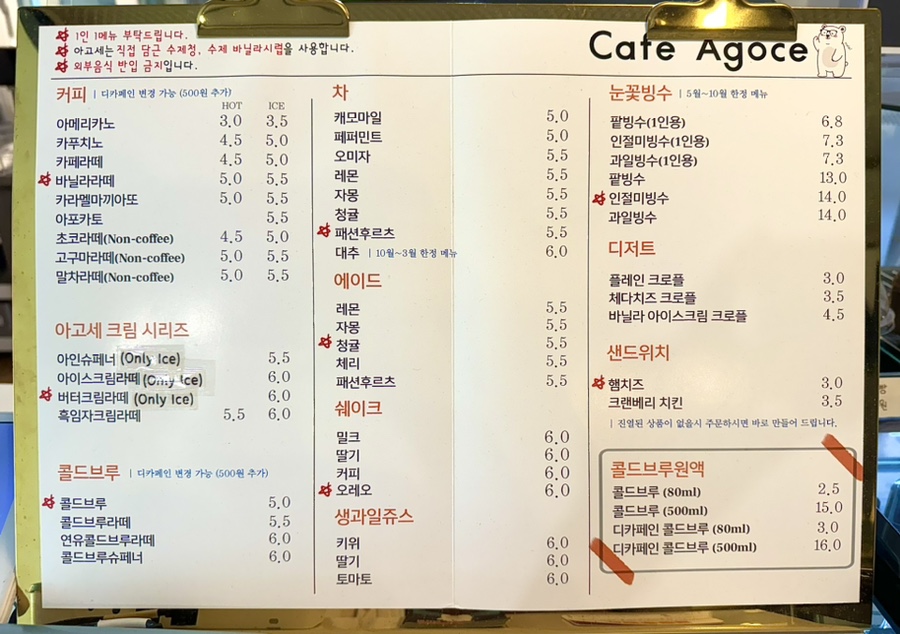 1인 1메뉴 부탁드립니다.
아고세는 직접 담근 수제청, 수제 바닐라시럽을 사용합니다.
외부음식 반입 금지입니다.
Cafe Agoce
커피 | 디카페인 변경 가능 (500원 추가)
HOT ICE
아메리카노 3.0 3.5
카푸치노 4.5 5.0
카페라떼 4.5 5.0
바닐라라떼 5.0 5.5
카라멜마끼아또 5.0 5.5
아포카토 5.5
초코라떼(Non-coffee) 4.5 5.0
고구마라떼(Non-coffee) 5.0 5.5
말차라떼(Non-coffee) 5.0 5.5
아고세 크림 시리즈
아인슈페너 (Only Ice) 5.5
아이스크림라떼 (Only Ice) 6.0
버터크림라떼 (Only Ice) 6.0
흑임자크림라떼 5.5 6.0
콜드브루 | 디카페인 변경 가능 (500원 추가)
콜드브루 5.0
콜드브루라떼 5.5
연유콜드브루라떼 6.0
콜드브루슈페너 6.0
차
캐모마일 5.0
페퍼민트 5.0
오미자 5.5
레몬 5.5
자몽 5.5
청귤 5.5
패션후르츠 5.5
대추 | 10월~3월 한정 메뉴 6.0
에이드
레몬 5.5
자몽 5.5
청귤 5.5
체리 5.5
패션후르츠 5.5
쉐이크
밀크 6.0
딸기 6.0
커피 6.0
오레오 6.0
생과일쥬스
키위 6.0
딸기 6.0
토마토 6.0
눈꽃빙수 | 5월~10월 한정 메뉴
팥빙수(1인용) 6.8
인절미빙수(1인용) 7.3
과일빙수(1인용) 7.3
팥빙수 13.0
인절미빙수 14.0
과일빙수 14.0
디저트
플레인 크로플 3.0
체다치즈 크로플 3.5
바닐라 아이스크림 크로플 4.5
샌드위치
햄치즈 3.0
크랜베리 치킨 3.5
| 진열된 상품이 없을시 주문하시면 바로 만들어 드립니다.
콜드브루원액
콜드브루 (80ml) 2.5
콜드브루 (500ml) 15.0
디카페인 콜드브루 (80ml) 3.0
디카페인 콜드브루 (500ml) 16.0